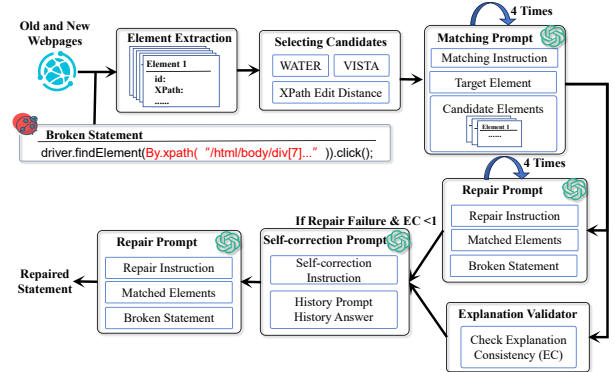 Old and New
Webpages
Element Extraction
Element 1
id:
XPath:
......
Selecting Candidates
WATER
VISTA
XPath Edit Distance
4 Times
Matching Prompt
Matching Instruction
Target Element
Candidate Elements
Element 1
......
Broken Statement
driver.findElement(By.xpath( “/html/body/div[7]...” )).click();
4 Times
Repair Prompt
Repair Instruction
Matched Elements
Broken Statement
If Repair Failure & EC <1
Self-correction Prompt
Self-correction
Instruction
History Prompt
History Answer
Repair Prompt
Repair Instruction
Matched Elements
Broken Statement
Repaired
Statement
Explanation Validator
Check Explanation
Consistency (EC)